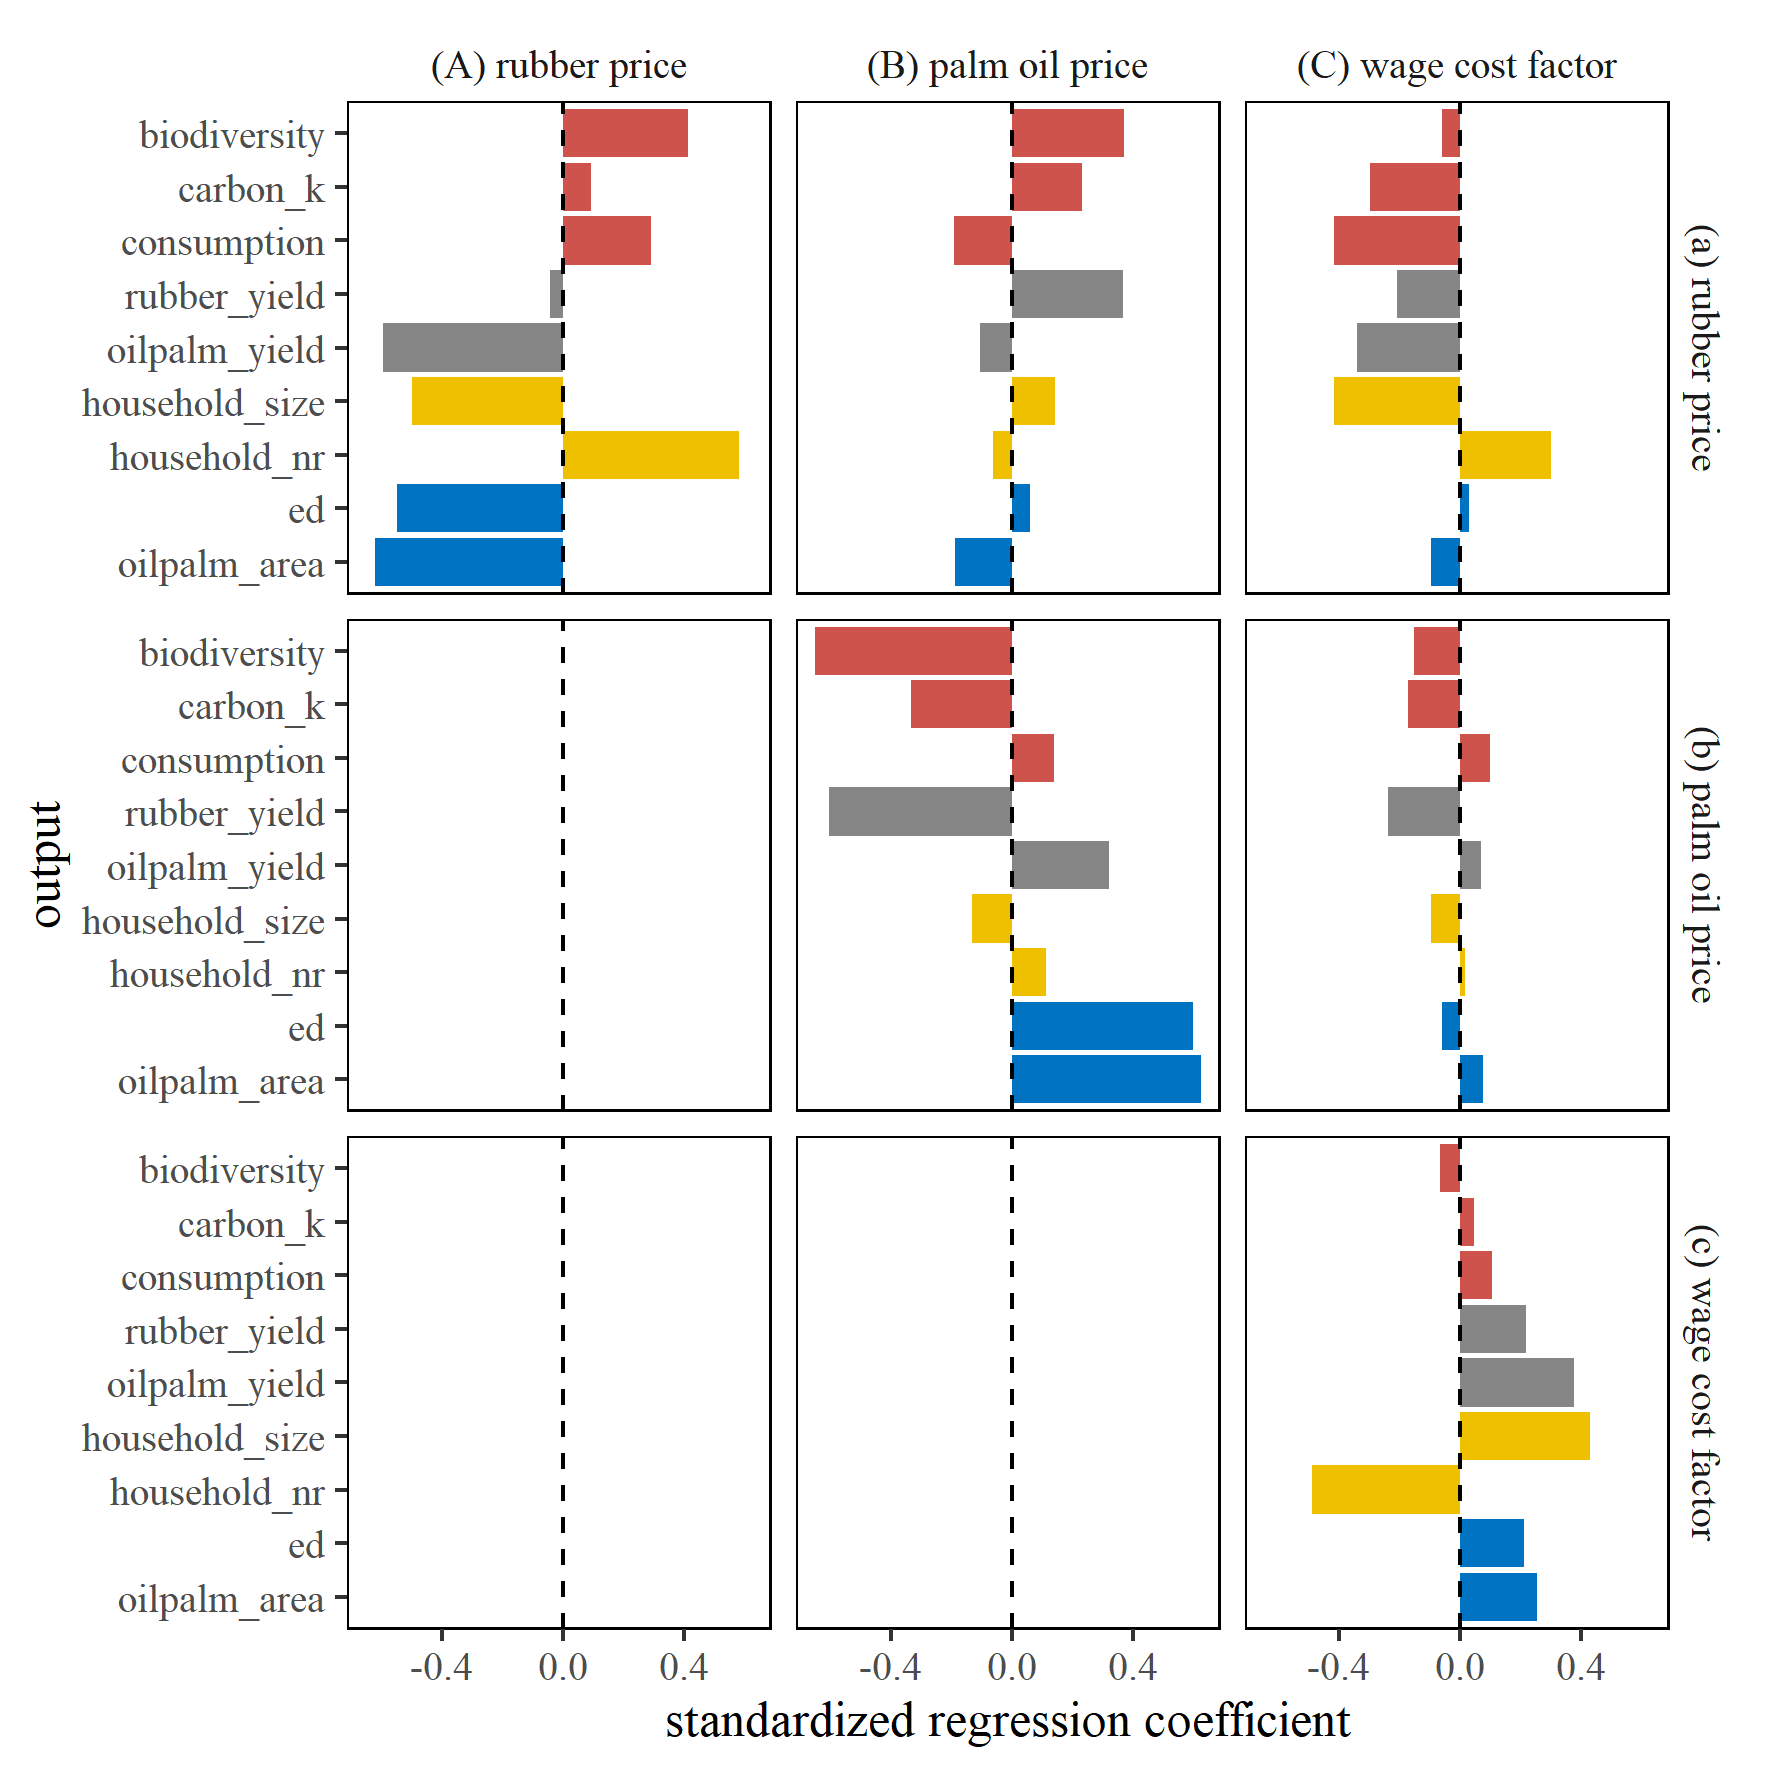 (A) rubber price
(B) palm oil price
(C) wage cost factor
biodiversity
carbon_k
consumption
rubber_yield
oilpalm_yield
household_size
household_nr
ed
oilpalm_area
(a) rubber price
biodiversity
carbon_k
consumption
rubber_yield
oilpalm_yield
household_size
household_nr
ed
oilpalm_area
(b) palm oil price
output
biodiversity
carbon_k
consumption
rubber_yield
oilpalm_yield
household_size
household_nr
ed
oilpalm_area
(c) wage cost factor
-0.4 0.0 0.4
-0.4 0.0 0.4
-0.4 0.0 0.4
standardized regression coefficient